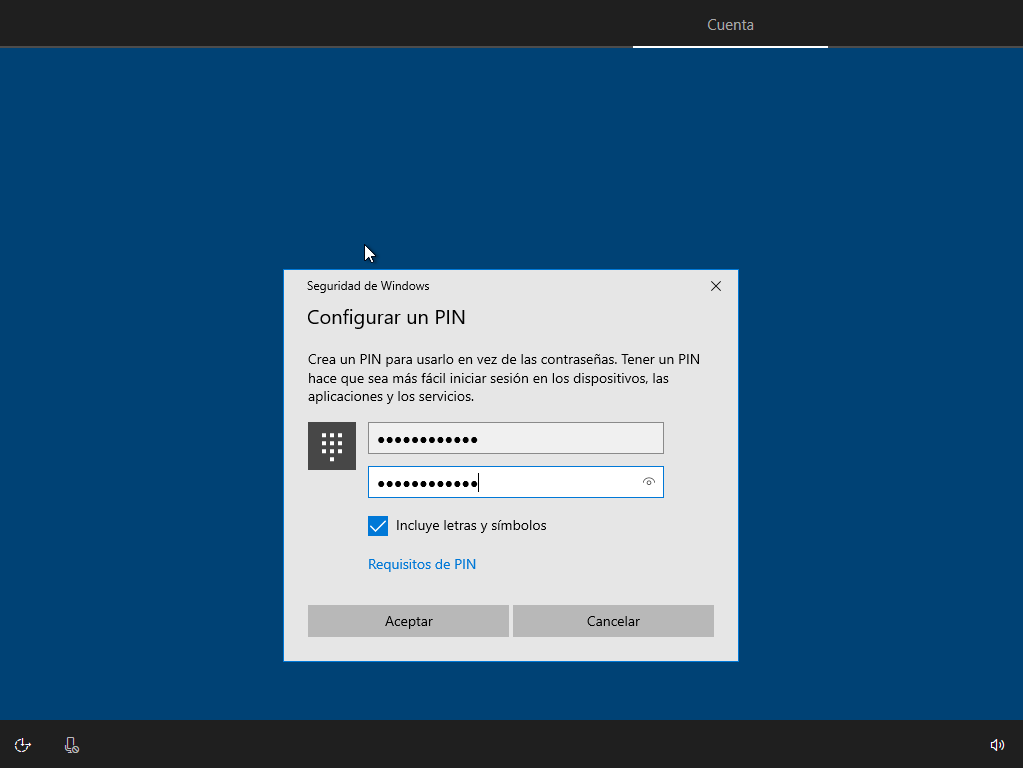 Cuenta
Seguridad de Windows
Configurar un PIN
Crea un PIN para usarlo en vez de las contraseñas. Tener un PIN
hace que sea más fácil iniciar sesión en los dispositivos, las
aplicaciones y los servicios.
●●●●●●●●●●●●
●●●●●●●●●●●●
Incluye letras y símbolos
Requisitos de PIN
Aceptar
Cancelar